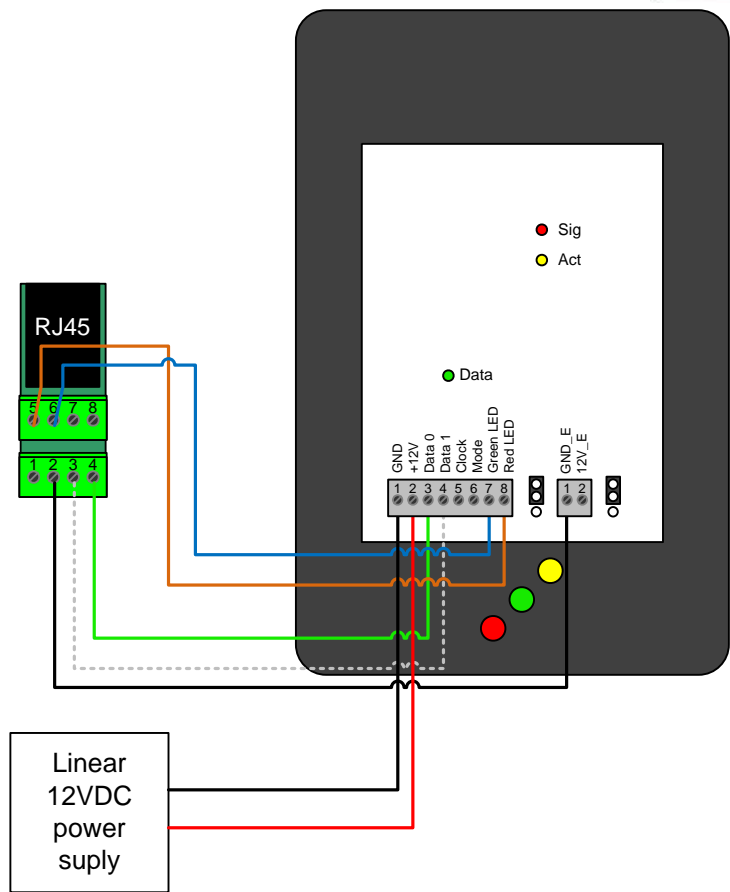 Sig
Act
RJ45
Data
5 6 7 8
1 2 3 4
GND
+12V
Data 0
Data 1
Clock
Mode
Green LED
Red LED
GND_E
12V_E
1 2 3 4 5 6 7 8
1 2
Linear
12VDC
power
suply